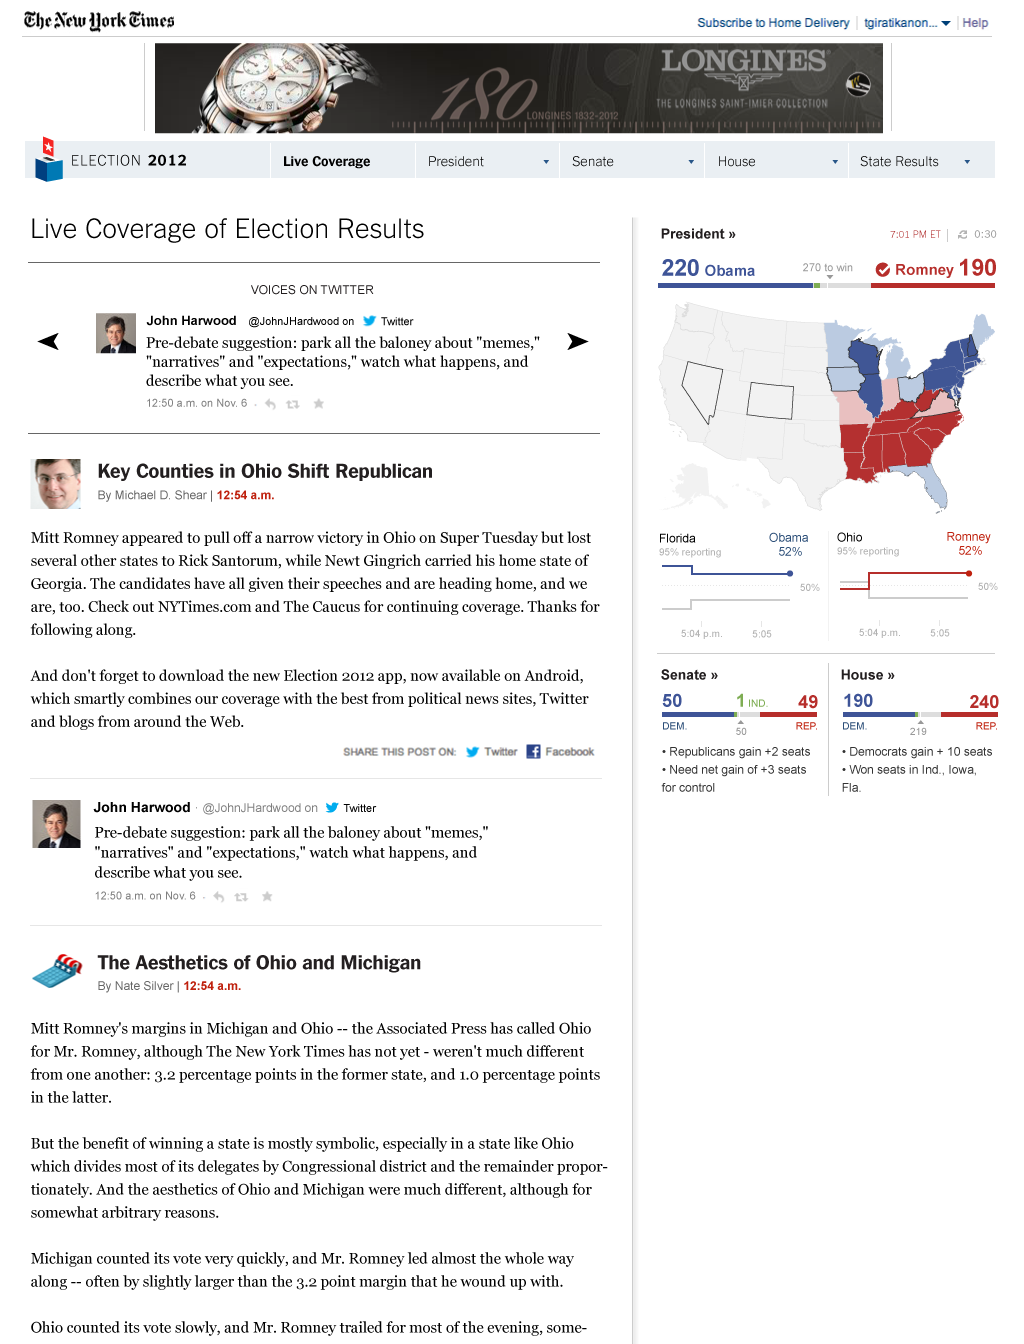 The New York Times
Subscribe to Home Delivery
tgiratikanon...
Help
LONGINES
180
LONGINES 1832-2012
THE LONGINES SAINT-IMIER COLLECTION
ELECTION 2012
Live Coverage
President
Senate
House
State Results
Live Coverage of Election Results
VOICES ON TWITTER
John Harwood @JohnJHardwood on Twitter
Pre-debate suggestion: park all the baloney about "memes,"
"narratives" and "expectations," watch what happens, and
describe what you see.
12:50 a.m. on Nov. 6
Key Counties in Ohio Shift Republican
By Michael D. Shear | 12:54 a.m.
Mitt Romney appeared to pull off a narrow victory in Ohio on Super Tuesday but lost
several other states to Rick Santorum, while Newt Gingrich carried his home state of
Georgia. The candidates have all given their speeches and are heading home, and we
are, too. Check out NYTimes.com and The Caucus for continuing coverage. Thanks for
following along.
And don't forget to download the new Election 2012 app, now available on Android,
which smartly combines our coverage with the best from political news sites, Twitter
and blogs from around the Web.
SHARE THIS POST ON: Twitter Facebook
John Harwood · @JohnJHardwood on Twitter
Pre-debate suggestion: park all the baloney about "memes,"
"narratives" and "expectations," watch what happens, and
describe what you see.
12:50 a.m. on Nov. 6
The Aesthetics of Ohio and Michigan
By Nate Silver | 12:54 a.m.
Mitt Romney's margins in Michigan and Ohio -- the Associated Press has called Ohio
for Mr. Romney, although The New York Times has not yet - weren't much different
from one another: 3.2 percentage points in the former state, and 1.0 percentage points
in the latter.
But the benefit of winning a state is mostly symbolic, especially in a state like Ohio
which divides most of its delegates by Congressional district and the remainder propor-
tionately. And the aesthetics of Ohio and Michigan were much different, although for
somewhat arbitrary reasons.
Michigan counted its vote very quickly, and Mr. Romney led almost the whole way
along -- often by slightly larger than the 3.2 point margin that he wound up with.
Ohio counted its vote slowly, and Mr. Romney trailed for most of the evening, some-
President »
7:01 PM ET
0:30
220 Obama
270 to win
Romney 190
Florida
95% reporting
Obama
52%
50%
5:04 p.m.
5:05
Ohio
95% reporting
Romney
52%
50%
5:04 p.m.
5:05
Senate »
50
1 IND.
49
DEM.
50
REP.
• Republicans gain +2 seats
• Need net gain of +3 seats
for control
House »
190
240
DEM.
219
REP.
• Democrats gain + 10 seats
• Won seats in Ind., Iowa,
Fla.